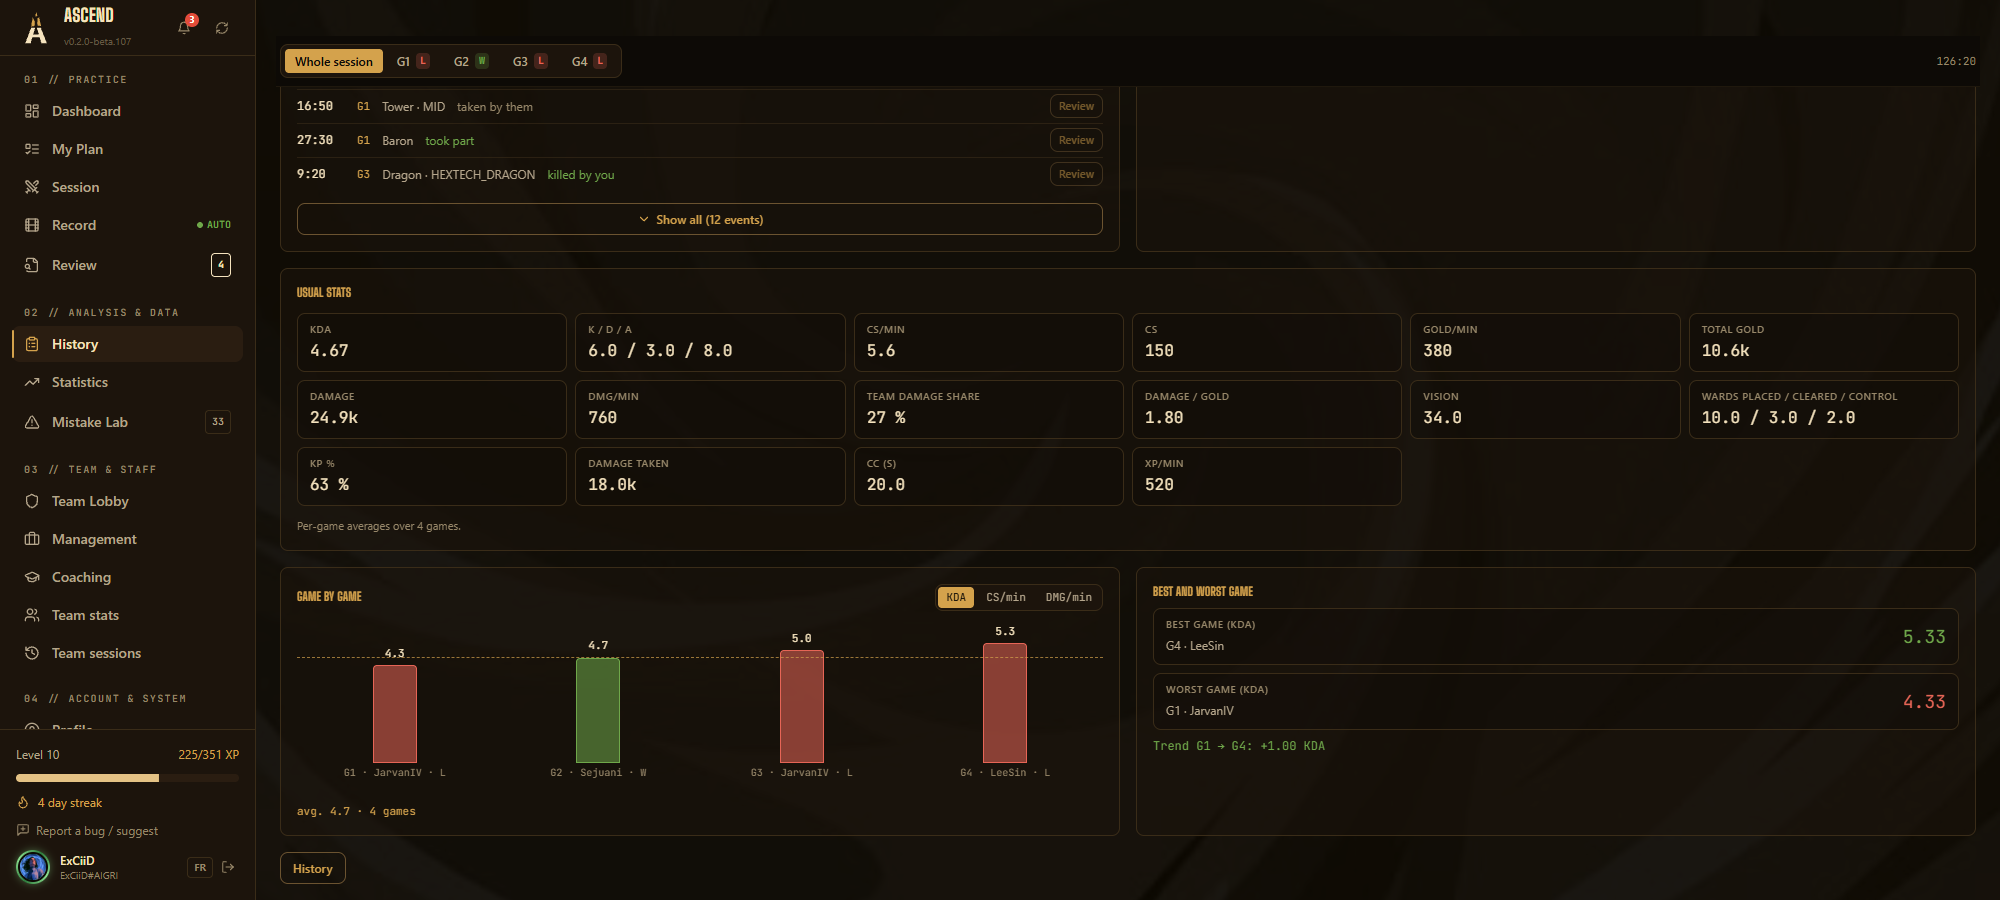 ASCEND
v0.2.0-beta.107
3
01 // PRACTICE
Dashboard
My Plan
Session
Record
AUTO
Review
4
02 // ANALYSIS & DATA
History
Statistics
Mistake Lab
33
03 // TEAM & STAFF
Team Lobby
Management
Coaching
Team stats
Team sessions
04 // ACCOUNT & SYSTEM
Profile
Level 10
225/351 XP
4 day streak
Report a bug / suggest
ExCiiD
ExCiiD#AIGRI
FR
Whole session
G1 L
G2 W
G3 L
G4 L
126:20
16:50 G1 Tower · MID taken by them Review
27:30 G1 Baron took part Review
9:20 G3 Dragon · HEXTECH_DRAGON killed by you Review
Show all (12 events)
USUAL STATS
KDA
4.67
K / D / A
6.0 / 3.0 / 8.0
CS/MIN
5.6
CS
150
GOLD/MIN
380
TOTAL GOLD
10.6k
DAMAGE
24.9k
DMG/MIN
760
TEAM DAMAGE SHARE
27 %
DAMAGE / GOLD
1.80
VISION
34.0
WARDS PLACED / CLEARED / CONTROL
10.0 / 3.0 / 2.0
KP %
63 %
DAMAGE TAKEN
18.0k
CC (S)
20.0
XP/MIN
520
Per-game averages over 4 games.
GAME BY GAME
KDA CS/min DMG/min
4.3
4.7
5.0
5.3
G1 · JarvanIV · L
G2 · Sejuani · W
G3 · JarvanIV · L
G4 · LeeSin · L
avg. 4.7 · 4 games
BEST AND WORST GAME
BEST GAME (KDA)
G4 · LeeSin
5.33
WORST GAME (KDA)
G1 · JarvanIV
4.33
Trend G1 → G4: +1.00 KDA
History